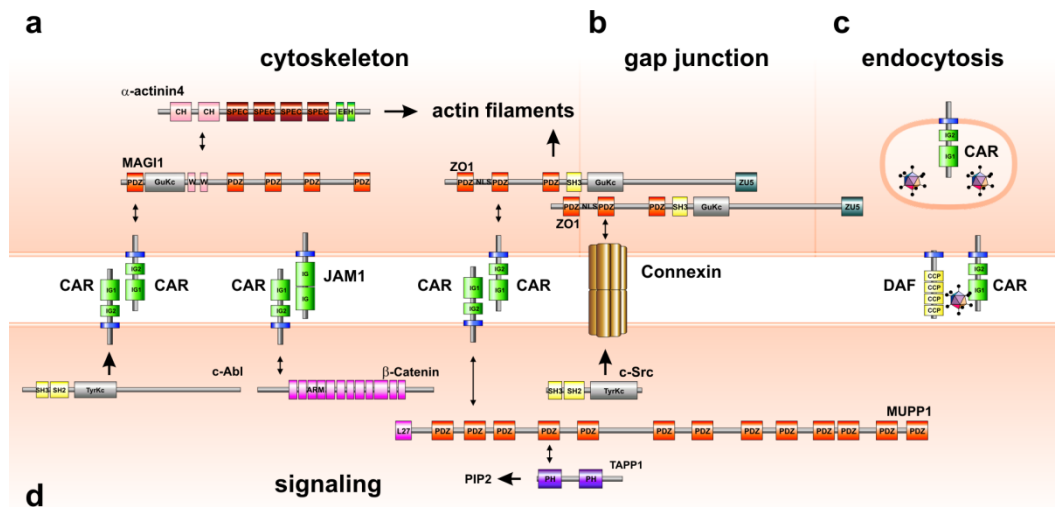 a
b
c
cytoskeleton
gap junction
endocytosis
α-actinin4
CH CH SPEC SPEC SPEC SPEC
actin filaments
MAGI1
PDZ GuKc W W PDZ PDZ PDZ PDZ
ZO1
PDZ NLS PDZ PDZ SH3 GuKc ZU5
PDZ NLS PDZ PDZ SH3 GuKc ZU5
ZO1
IG2
IG1
CAR
CAR
IG1
IG2
IG2
IG1
CAR
CAR
IG1
IG2
IG
IG
JAM1
CAR
IG1
IG2
IG2
IG1
CAR
Connexin
DAF
CCP
CCP
CCP
CCP
IG2
IG1
CAR
c-Abl
SH3 SH2 TyrKc
β-Catenin
ARM
c-Src
SH3 SH2 TyrKc
MUPP1
L27 PDZ PDZ PDZ PDZ PDZ PDZ PDZ PDZ PDZ PDZ PDZ PDZ PDZ
TAPP1
PIP2
PH PH
signaling
d